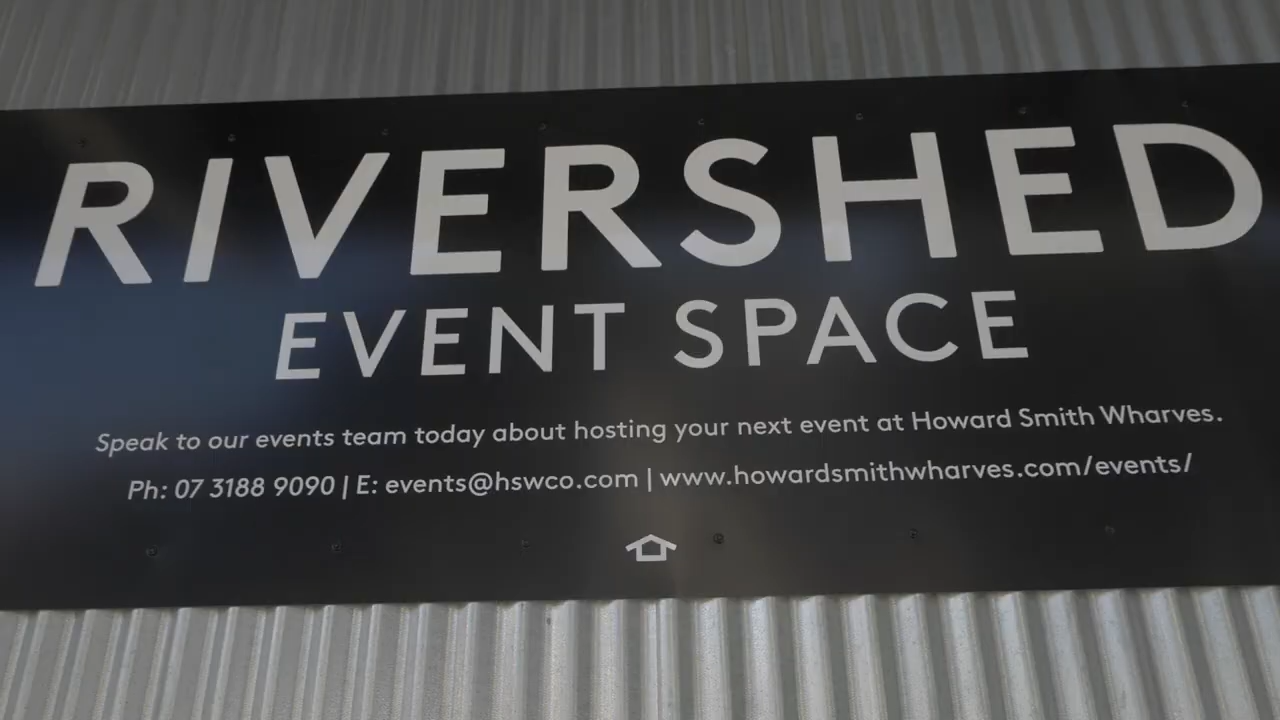 RIVERSHED
EVENT SPACE
Speak to our events team today about hosting your next event at Howard Smith Wharves.
Ph: 07 3188 9090 | E: events@hswco.com | www.howardsmithwharves.com/events/